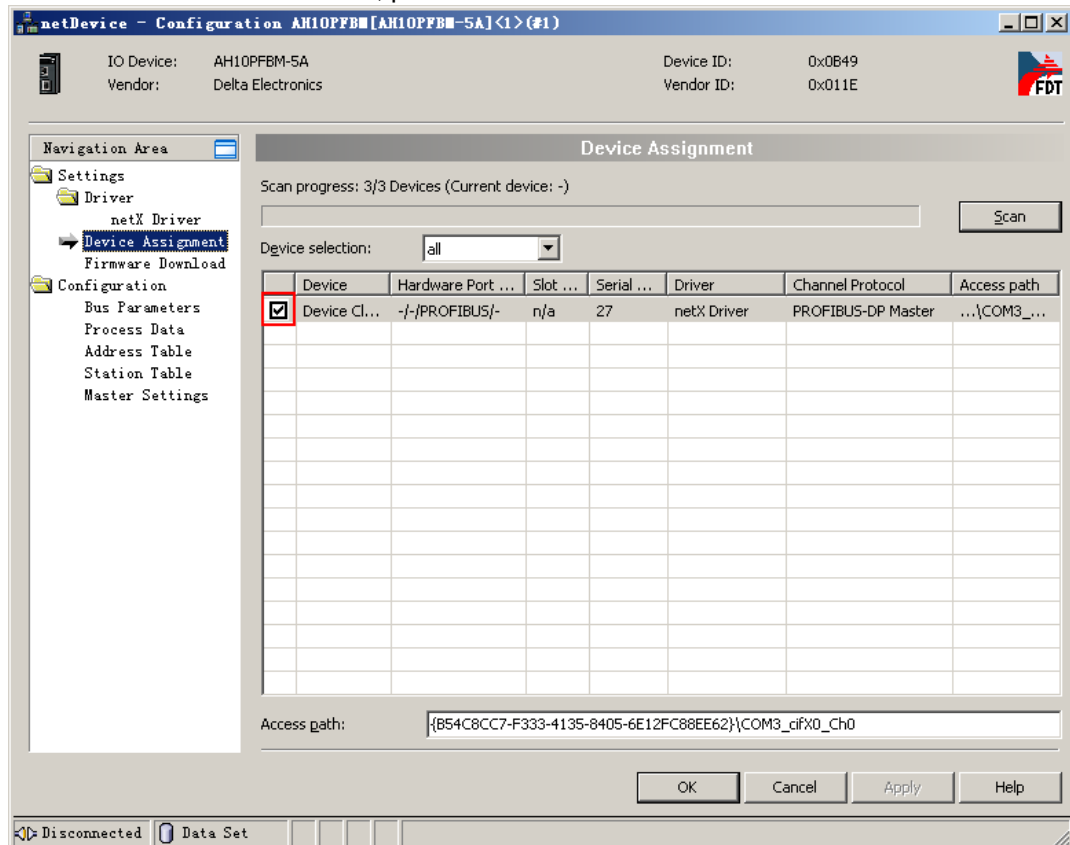 netDevice - Configuration AH10PFBM[AH10PFBM-5A]<1>(#1)
IO Device: AH10PFBM-5A Device ID: 0x0B49
Vendor: Delta Electronics Vendor ID: 0x011E
FDT
Navigation Area
Settings
Driver
netX Driver
Device Assignment
Firmware Download
Configuration
Bus Parameters
Process Data
Address Table
Station Table
Master Settings
Device Assignment
Scan progress: 3/3 Devices (Current device: -)
Scan
Device selection: all
Device Hardware Port ... Slot ... Serial ... Driver Channel Protocol Access path
Device Cl... -/-/PROFIBUS/- n/a 27 netX Driver PROFIBUS-DP Master ...\COM3_...
Access path: {B54C8CC7-F333-4135-8405-6E12FC88EE62}\COM3_cifX0_Ch0
OK Cancel Apply Help
Disconnected Data Set